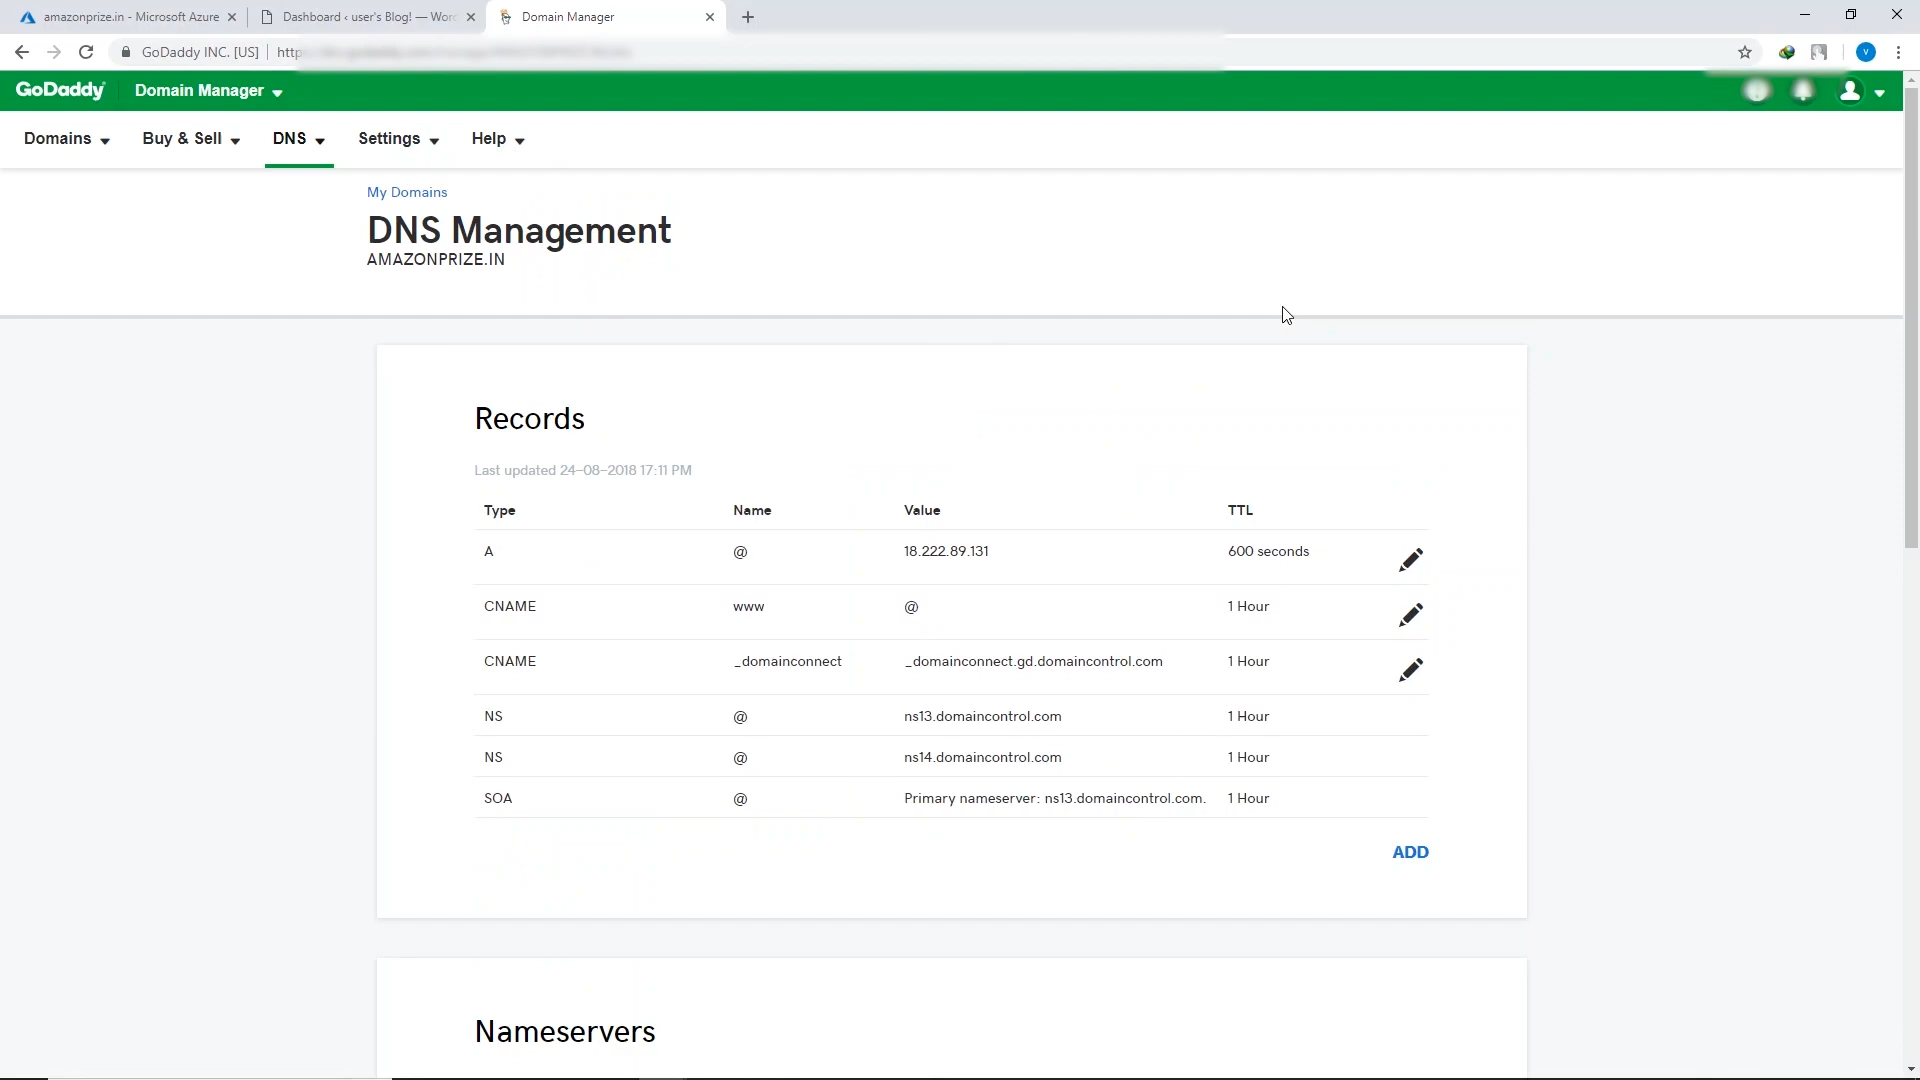 amazonprize.in - Microsoft Azure
Dashboard ‹ user's Blog! — Word
Domain Manager
GoDaddy INC. [US]
http
GoDaddy
Domain Manager
V
Domains
Buy & Sell
DNS
Settings
Help
My Domains
DNS Management
AMAZONPRIZE.IN
Records
Last updated 24-08-2018 17:11 PM
Type Name Value TTL
A @ 18.222.89.131 600 seconds
CNAME www @ 1 Hour
CNAME _domainconnect _domainconnect.gd.domaincontrol.com 1 Hour
NS @ ns13.domaincontrol.com 1 Hour
NS @ ns14.domaincontrol.com 1 Hour
SOA @ Primary nameserver: ns13.domaincontrol.com. 1 Hour
ADD
Nameservers